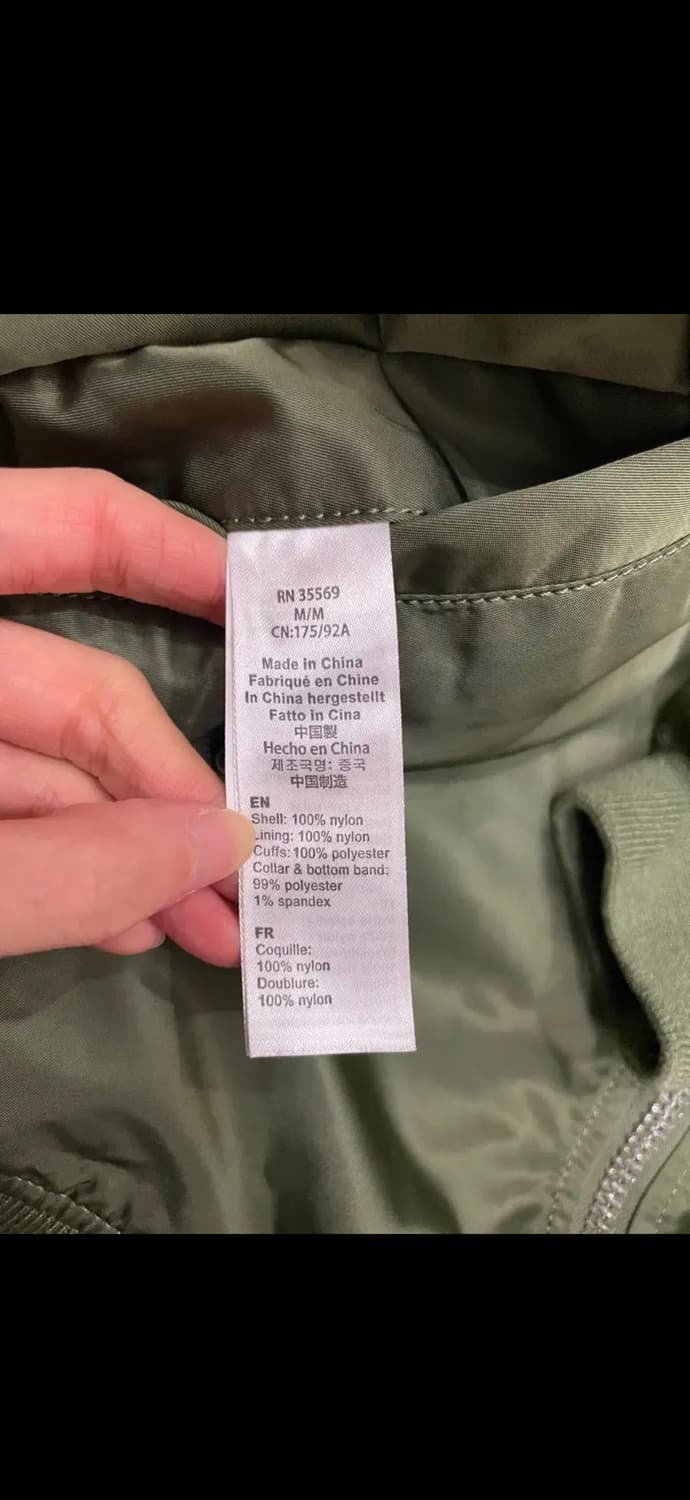 RN 35569
M/M
CN:175/92A
Made in China
Fabriqué en Chine
In China hergestellt
Fatto in Cina
中国製
Hecho en China
제조국명: 중국
中国制造
EN
Shell: 100% nylon
Lining: 100% nylon
Cuffs: 100% polyester
Collar & bottom band:
99% polyester
1% spandex
FR
Coquille:
100% nylon
Doublure:
100% nylon